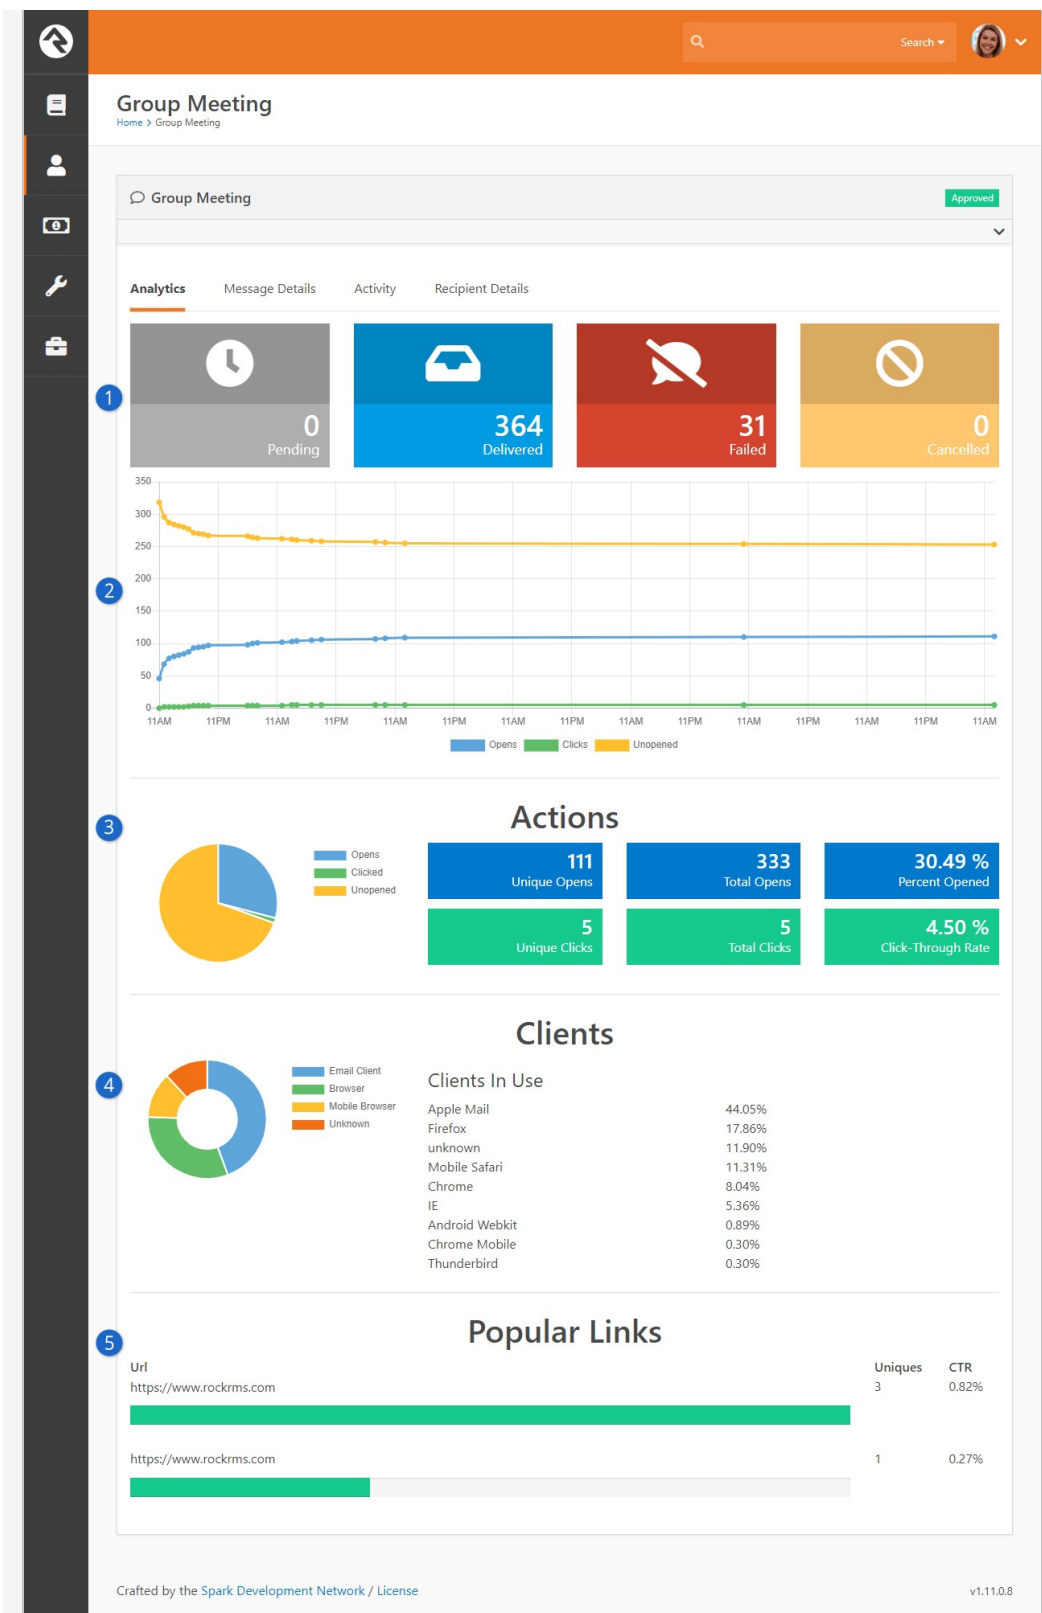 Search
Group Meeting
Home > Group Meeting
Group Meeting
Approved
Analytics Message Details Activity Recipient Details
1
0 364 31 0
Pending Delivered Failed Cancelled
350
300
250
2
200
150
100
50
0
11AM 11PM 11AM 11PM 11AM 11PM 11AM 11PM 11AM 11PM 11AM 11PM 11AM 11PM 11AM
Opens Clicks Unopened
3
Actions
Opens
Clicked
Unopened
111 333 30.49 %
Unique Opens Total Opens Percent Opened
5 5 4.50 %
Unique Clicks Total Clicks Click-Through Rate
Clients
4
Email Client
Browser
Mobile Browser
Unknown
Clients In Use
Apple Mail 44.05%
Firefox 17.86%
unknown 11.90%
Mobile Safari 11.31%
Chrome 8.04%
IE 5.36%
Android Webkit 0.89%
Chrome Mobile 0.30%
Thunderbird 0.30%
5
Popular Links
Url Uniques CTR
https://www.rockrms.com 3 0.82%
https://www.rockrms.com 1 0.27%
Crafted by the Spark Development Network / License v1.11.0.8